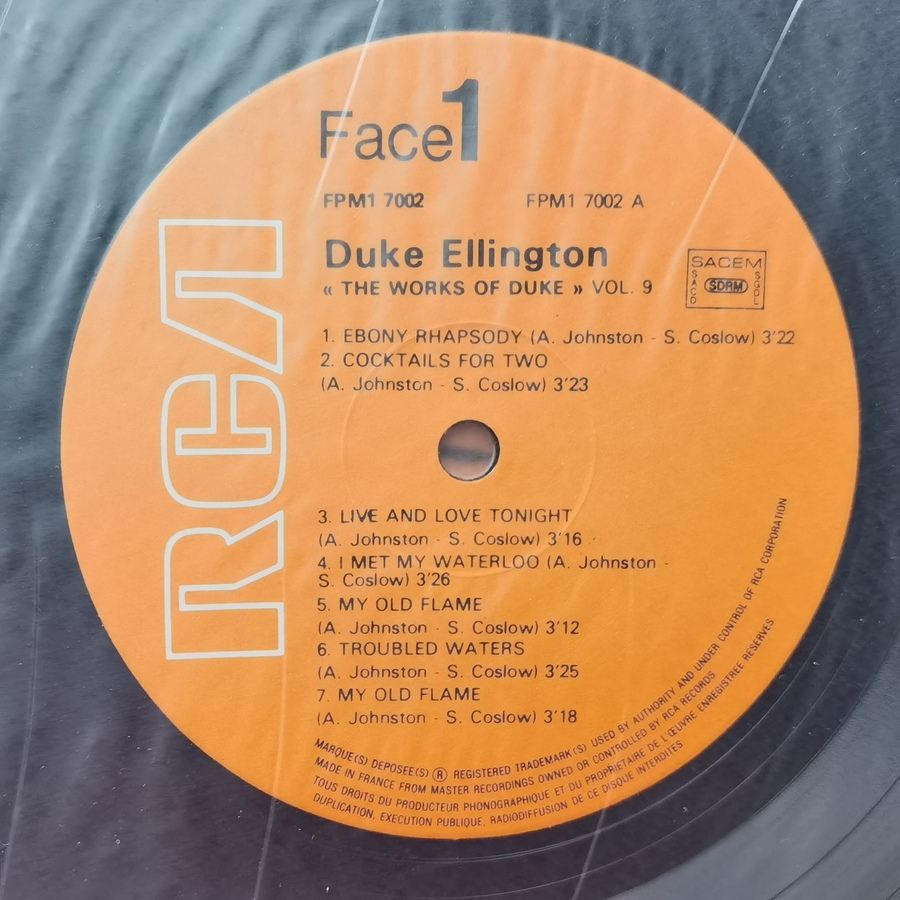 Face 1
FPM1 7002 FPM1 7002 A
Duke Ellington
« THE WORKS OF DUKE » VOL. 9
SACEM
SACD
SDRM
SGDL
RCA
1. EBONY RHAPSODY (A. Johnston - S. Coslow) 3'22
2. COCKTAILS FOR TWO
(A. Johnston - S. Coslow) 3'23
3. LIVE AND LOVE TONIGHT
(A. Johnston - S. Coslow) 3'16
4. I MET MY WATERLOO (A. Johnston -
S. Coslow) 3'26
5. MY OLD FLAME
(A. Johnston - S. Coslow) 3'12
6. TROUBLED WATERS
(A. Johnston - S. Coslow) 3'25
7. MY OLD FLAME
(A. Johnston - S. Coslow) 3'18
MARQUE(S) DEPOSEE(S) ® REGISTERED TRADEMARK(S) USED BY AUTHORITY AND UNDER CONTROL OF RCA CORPORATION
MADE IN FRANCE FROM MASTER RECORDINGS OWNED OR CONTROLLED BY RCA RECORDS
TOUS DROITS DU PRODUCTEUR PHONOGRAPHIQUE ET DU PROPRIETAIRE DE L'ŒUVRE ENREGISTREE RESERVES
DUPLICATION, EXECUTION PUBLIQUE, RADIODIFFUSION DE CE DISQUE INTERDITES